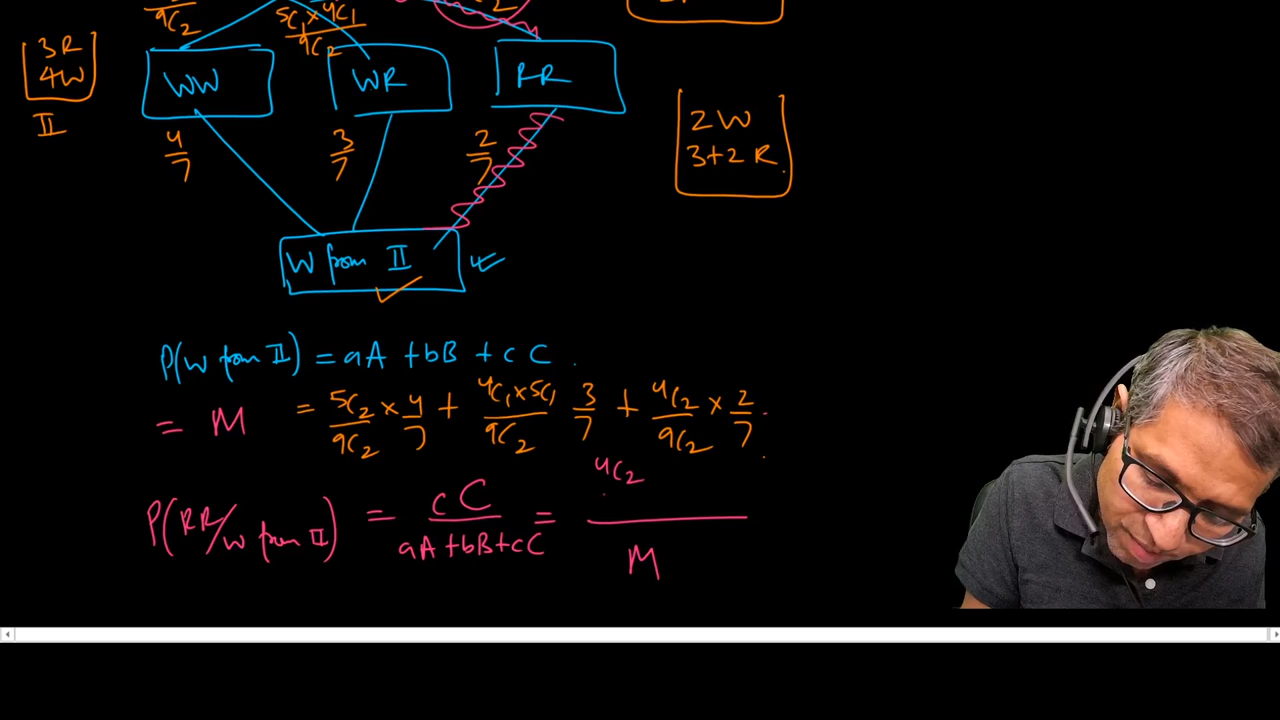 9C2
5C1 x 4C1
9C2
3R
4W
II
WW
WR
RR
4/7
3/7
2/7
2W
3+2 R
W from II
P(W from II) = aA + bB + cC
= M = 5C2/9C2 x 4/7 + 4C1 x 5C1/9C2 3/7 + 4C2/9C2 x 2/7
P(RR/W from II) = cC/aA+bB+cC = 4C2/M